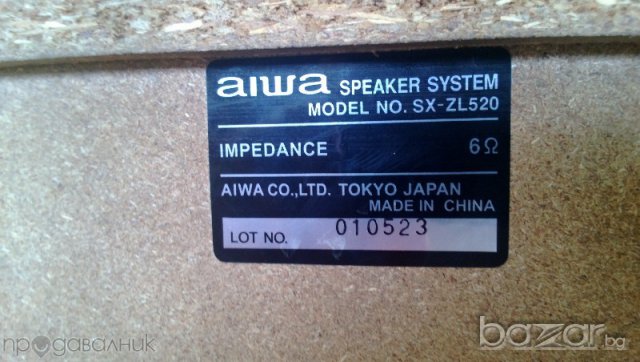 aiwa SPEAKER SYSTEM
MODEL NO. SX-ZL520
IMPEDANCE 6Ω
AIWA CO.,LTD. TOKYO JAPAN
MADE IN CHINA
LOT NO. 010523
продавалник
bazar.bg